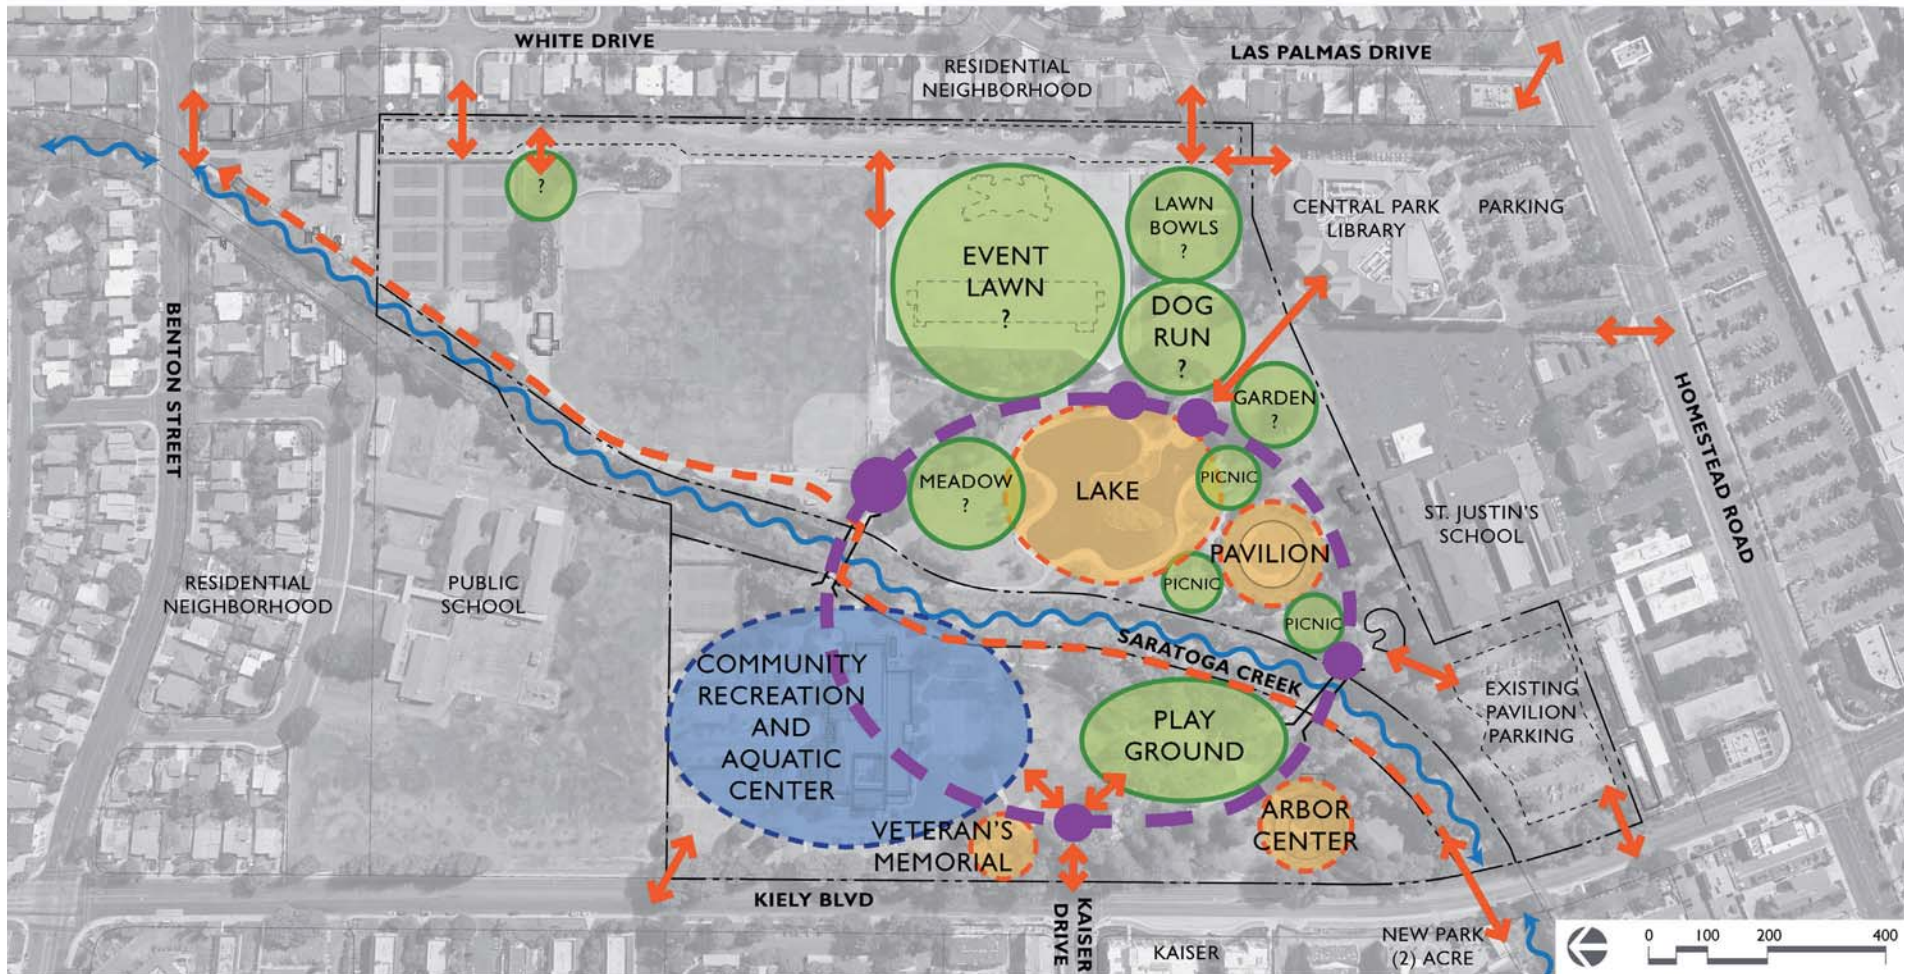 WHITE DRIVE
LAS PALMAS DRIVE
RESIDENTIAL
NEIGHBORHOOD
?
EVENT
LAWN
?
LAWN
BOWLS
?
DOG
RUN
?
CENTRAL PARK
LIBRARY
PARKING
BENTON STREET
GARDEN
?
HOMESTEAD ROAD
MEADOW
?
LAKE
PICNIC
PAVILION
ST. JUSTIN'S
SCHOOL
RESIDENTIAL
NEIGHBORHOOD
PUBLIC
SCHOOL
PICNIC
PICNIC
SARATOGA CREEK
COMMUNITY
RECREATION
AND
AQUATIC
CENTER
PLAY
GROUND
EXISTING
PAVILION
PARKING
VETERAN'S
MEMORIAL
ARBOR
CENTER
KIELY BLVD
KAISER
DRIVE
KAISER
NEW PARK
(2) ACRE
0 100 200 400